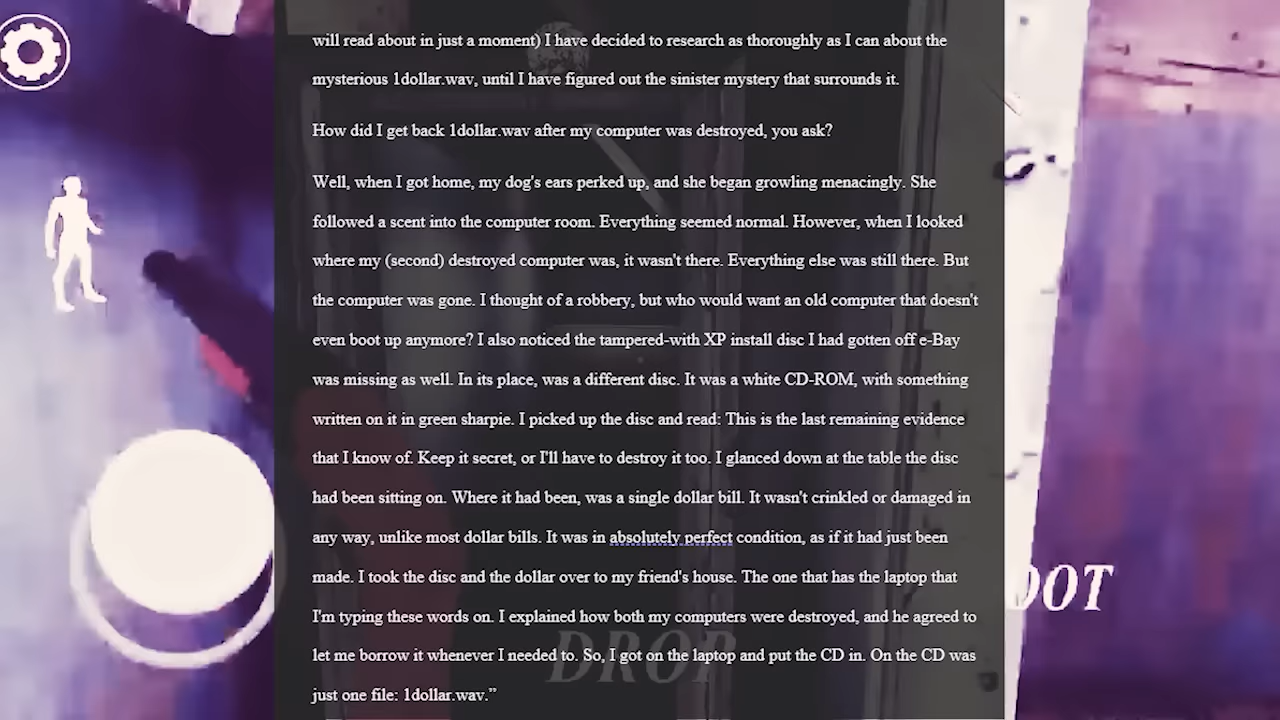 will read about in just a moment) I have decided to research as thoroughly as I can about the
mysterious 1dollar.wav, until I have figured out the sinister mystery that surrounds it.
How did I get back 1dollar.wav after my computer was destroyed, you ask?
Well, when I got home, my dog's ears perked up, and she began growling menacingly. She
followed a scent into the computer room. Everything seemed normal. However, when I looked
where my (second) destroyed computer was, it wasn't there. Everything else was still there. But
the computer was gone. I thought of a robbery, but who would want an old computer that doesn't
even boot up anymore? I also noticed the tampered-with XP install disc I had gotten off e-Bay
was missing as well. In its place, was a different disc. It was a white CD-ROM, with something
written on it in green sharpie. I picked up the disc and read: This is the last remaining evidence
that I know of. Keep it secret, or I'll have to destroy it too. I glanced down at the table the disc
had been sitting on. Where it had been, was a single dollar bill. It wasn't crinkled or damaged in
any way, unlike most dollar bills. It was in absolutely perfect condition, as if it had just been
made. I took the disc and the dollar over to my friend's house. The one that has the laptop that
I'm typing these words on. I explained how both my computers were destroyed, and he agreed to
let me borrow it whenever I needed to. So, I got on the laptop and put the CD in. On the CD was
just one file: 1dollar.wav.”
DROP